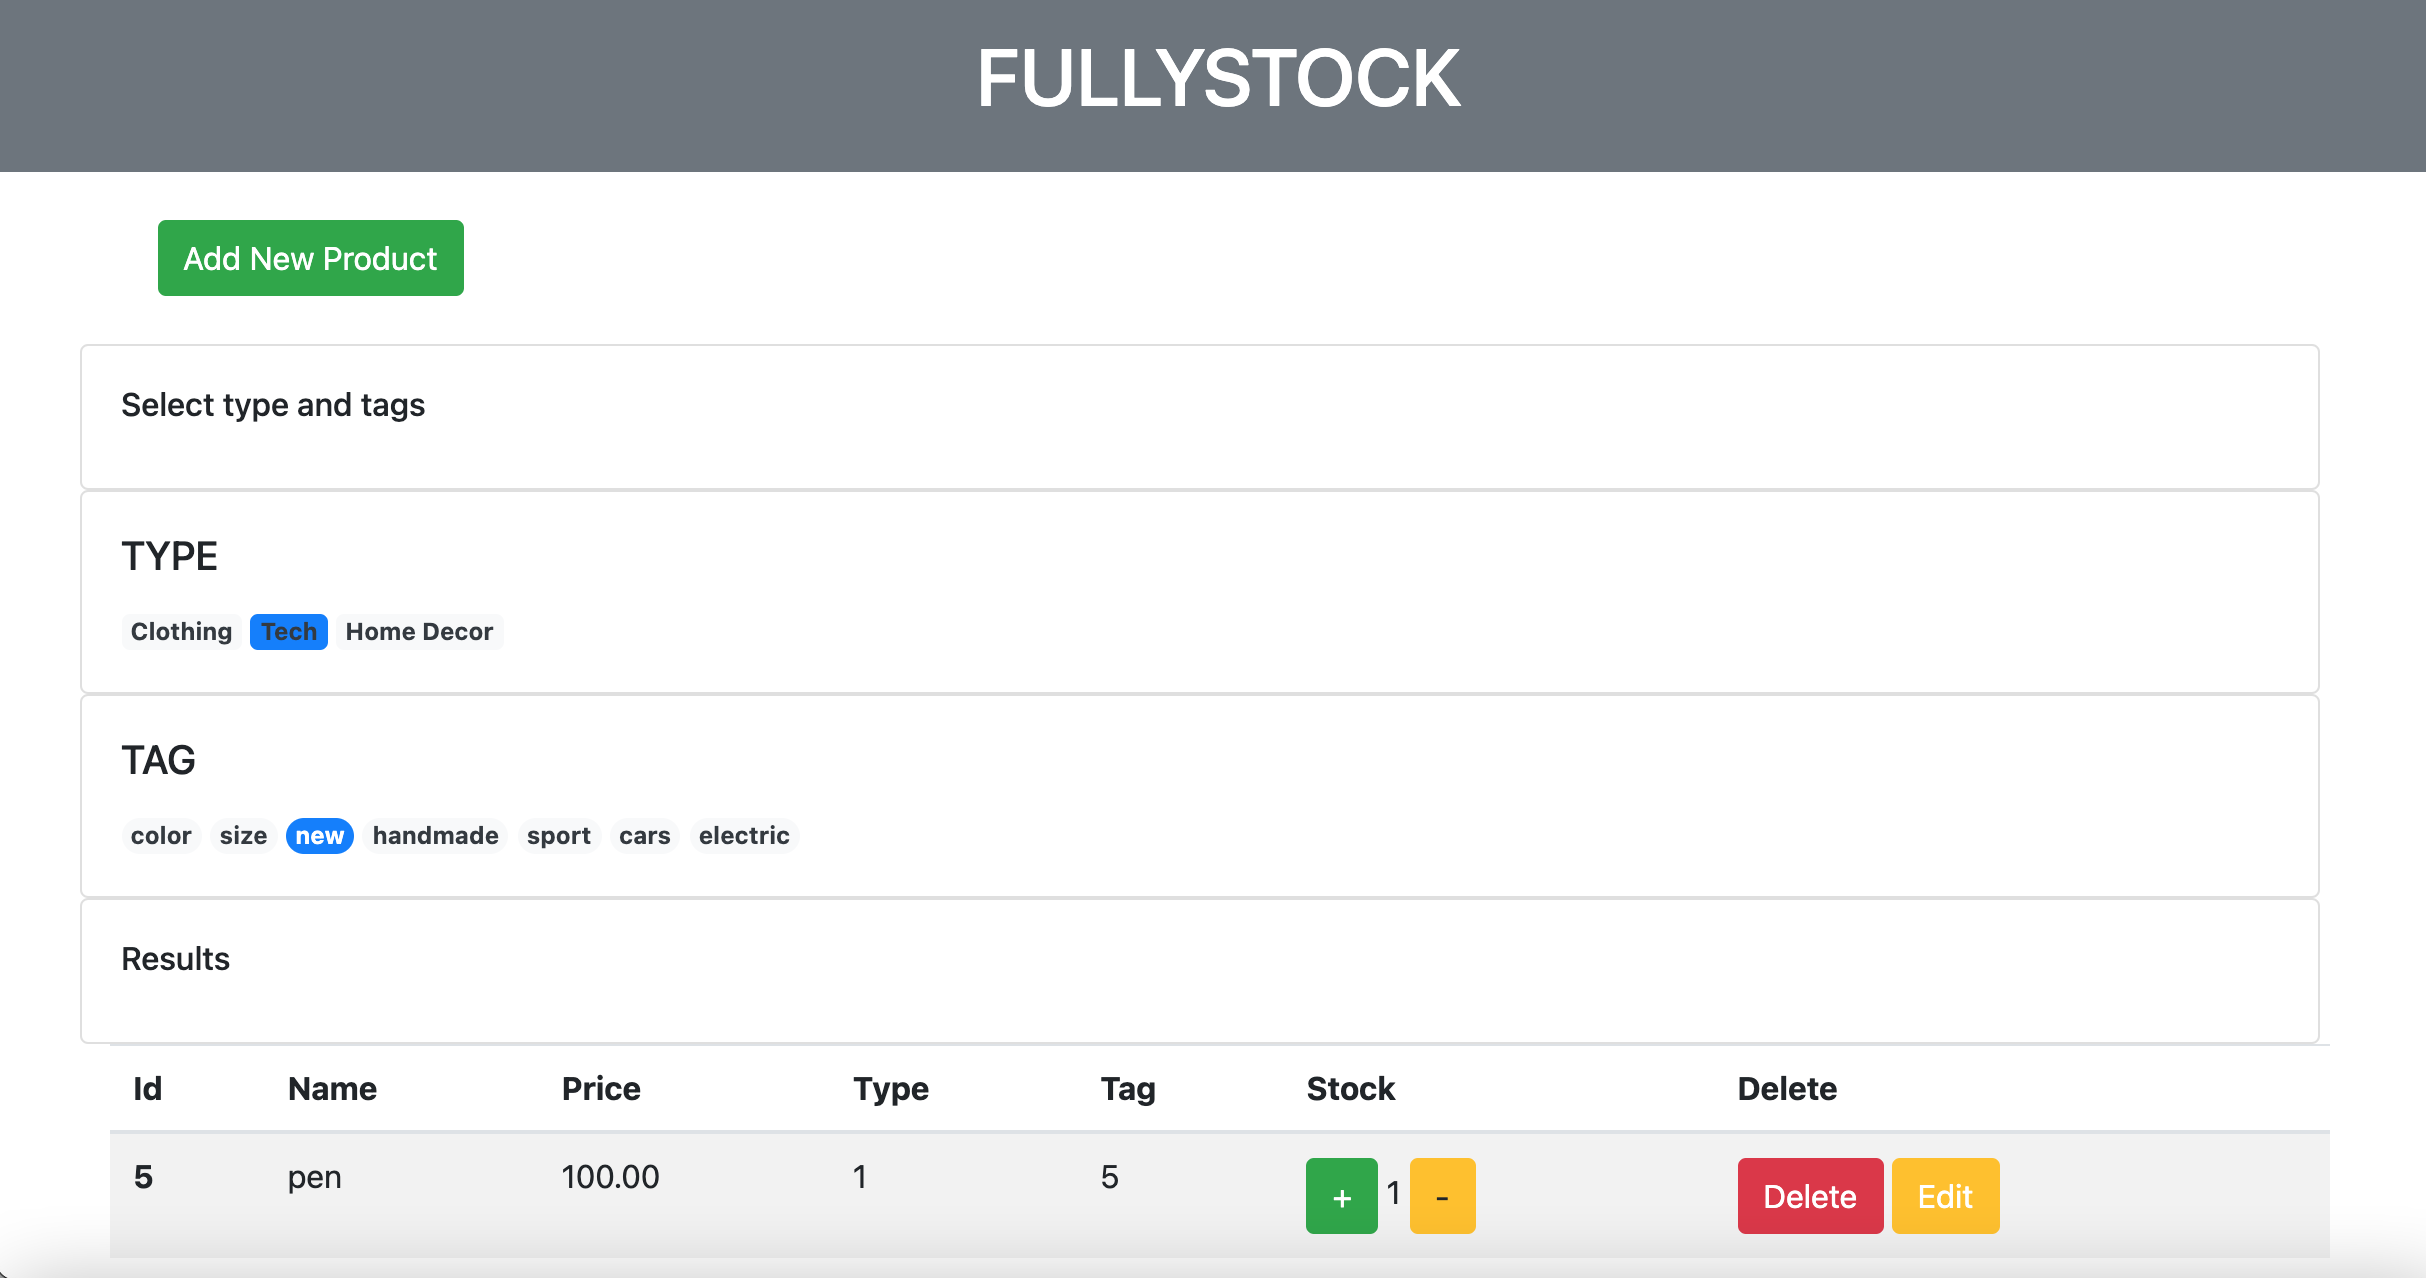 FULLYSTOCK
Add New Product
Select type and tags
TYPE
Clothing Tech Home Decor
TAG
color size new handmade sport cars electric
Results
Id Name Price Type Tag Stock Delete
5 pen 100.00 1 5 + 1 - Delete Edit